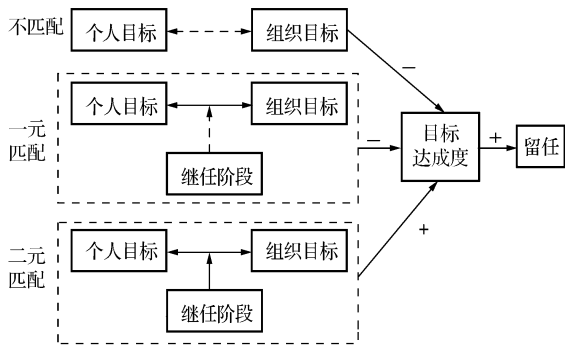 不匹配
个人目标
组织目标
−
一元
匹配
个人目标
组织目标
继任阶段
−
目标
达成度
+
留任
二元
匹配
个人目标
组织目标
继任阶段
+